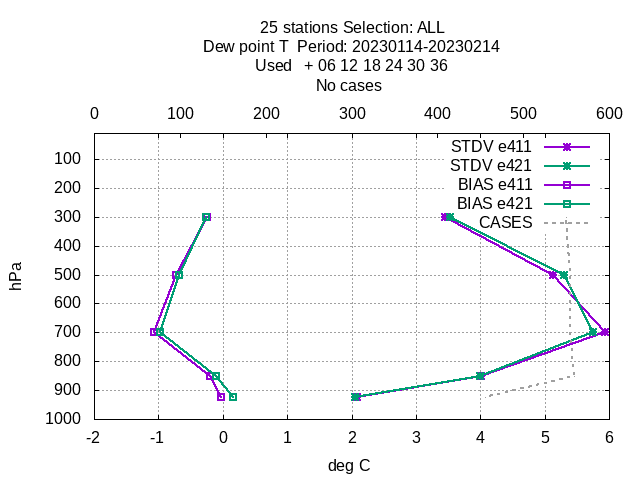 25 stations Selection: ALL
Dew point T  Period: 20230114-20230214
Used   + 06 12 18 24 30 36
No cases
0 100 200 300 400 500 600
STDV e411
STDV e421
BIAS e411
BIAS e421
CASES
100
200
300
400
500
600
700
800
900
1000
hPa
-2 -1 0 1 2 3 4 5 6
deg C